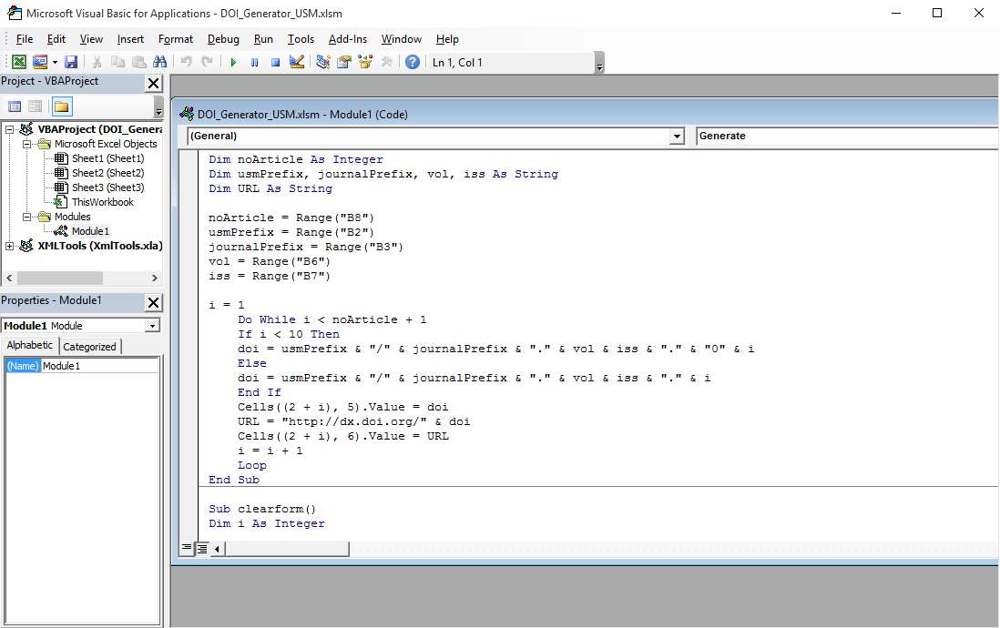 Microsoft Visual Basic for Applications - DOI_Generator_USM.xlsm
File Edit View Insert Format Debug Run Tools Add-Ins Window Help
Ln 1, Col 1
Project - VBAProject
VBAProject (DOI_Genera
Microsoft Excel Objects
Sheet1 (Sheet1)
Sheet2 (Sheet2)
Sheet3 (Sheet3)
ThisWorkbook
Modules
Module1
XMLTools (XmlTools.xla)
Properties - Module1
Module1 Module
Alphabetic Categorized
(Name) Module1
DOI_Generator_USM.xlsm - Module1 (Code)
(General) Generate
Dim noArticle As Integer
Dim usmPrefix, journalPrefix, vol, iss As String
Dim URL As String
noArticle = Range("B8")
usmPrefix = Range("B2")
journalPrefix = Range("B3")
vol = Range("B6")
iss = Range("B7")
i = 1
Do While i < noArticle + 1
If i < 10 Then
doi = usmPrefix & "/" & journalPrefix & "." & vol & iss & "." & "0" & i
Else
doi = usmPrefix & "/" & journalPrefix & "." & vol & iss & "." & i
End If
Cells((2 + i), 5).Value = doi
URL = "http://dx.doi.org/" & doi
Cells((2 + i), 6).Value = URL
i = i + 1
Loop
End Sub
Sub clearform()
Dim i As Integer